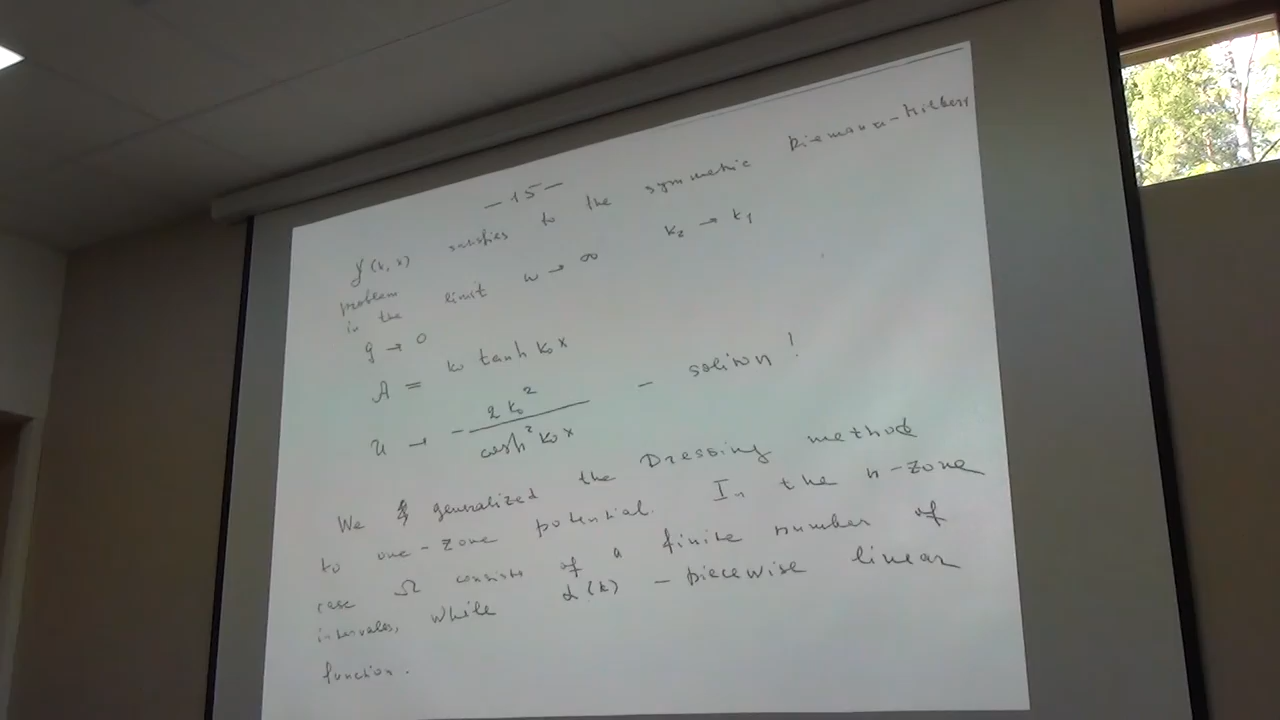 — 15 —
y(k, x) satisfies to the symmetric Riemann-Hilbert
problem
in the limit ω → ∞ k₂ → k₁
g → 0
A = k₀ tanh k₀x
u → - 2k₀² / cosh² k₀x — soliton!
We generalized the Dressing method
to one-zone potential. In the n-zone
case Ω consists of a finite number of
intervales, while α(k) - piecewise linear
function.